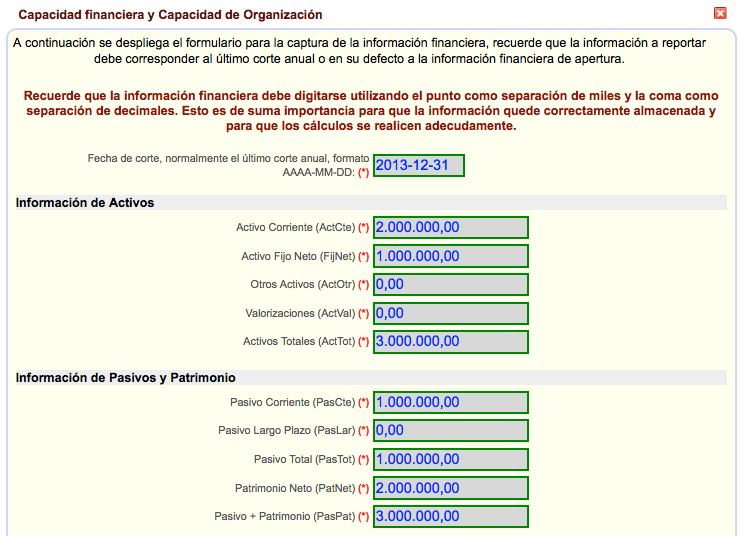 Capacidad financiera y Capacidad de Organización
A continuación se despliega el formulario para la captura de la información financiera, recuerde que la información a reportar
debe corresponder al último corte anual o en su defecto a la información financiera de apertura.
Recuerde que la información financiera debe digitarse utilizando el punto como separación de miles y la coma como
separación de decimales. Esto es de suma importancia para que la información quede correctamente almacenada y
para que los cálculos se realicen adecudamente.
Fecha de corte, normalmente el último corte anual, formato
AAAA-MM-DD: (*) 2013-12-31
Información de Activos
Activo Corriente (ActCte) (*) 2.000.000,00
Activo Fijo Neto (FijNet) (*) 1.000.000,00
Otros Activos (ActOtr) (*) 0,00
Valorizaciones (ActVal) (*) 0,00
Activos Totales (ActTot) (*) 3.000.000,00
Información de Pasivos y Patrimonio
Pasivo Corriente (PasCte) (*) 1.000.000,00
Pasivo Largo Plazo (PasLar) (*) 0,00
Pasivo Total (PasTot) (*) 1.000.000,00
Patrimonio Neto (PatNet) (*) 2.000.000,00
Pasivo + Patrimonio (PasPat) (*) 3.000.000,00